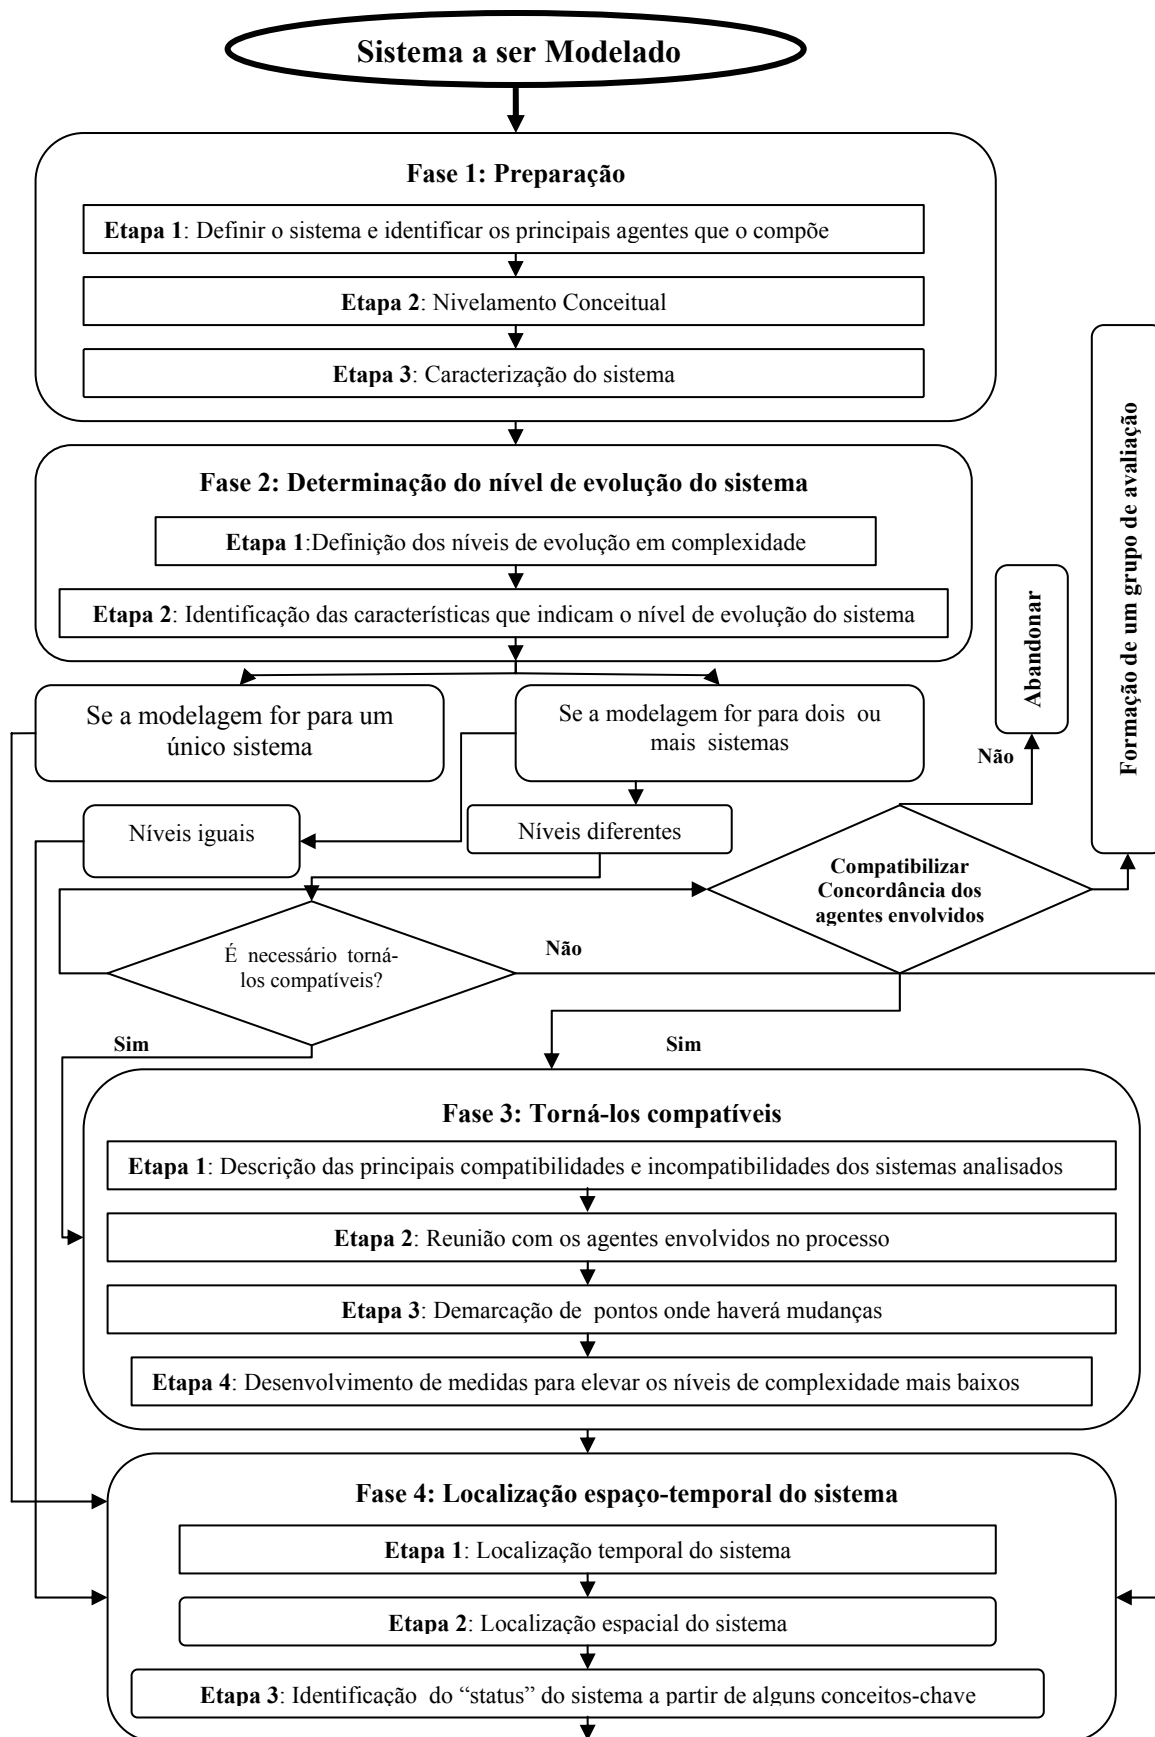 Sistema a ser Modelado
Fase 1: Preparação
Etapa 1: Definir o sistema e identificar os principais agentes que o compõe
Etapa 2: Nivelamento Conceitual
Etapa 3: Caracterização do sistema
Fase 2: Determinação do nível de evolução do sistema
Etapa 1:Definição dos níveis de evolução em complexidade
Etapa 2: Identificação das características que indicam o nível de evolução do sistema
Se a modelagem for para um
único sistema
Se a modelagem for para dois ou
mais sistemas
Abandonar
Formação de um grupo de avaliação
Não
Níveis iguais
Níveis diferentes
Compatibilizar
Concordância dos
agentes envolvidos
É necessário torná-
los compatíveis?
Não
Sim
Sim
Fase 3: Torná-los compatíveis
Etapa 1: Descrição das principais compatibilidades e incompatibilidades dos sistemas analisados
Etapa 2: Reunião com os agentes envolvidos no processo
Etapa 3: Demarcação de pontos onde haverá mudanças
Etapa 4: Desenvolvimento de medidas para elevar os níveis de complexidade mais baixos
Fase 4: Localização espaço-temporal do sistema
Etapa 1: Localização temporal do sistema
Etapa 2: Localização espacial do sistema
Etapa 3: Identificação do “status” do sistema a partir de alguns conceitos-chave